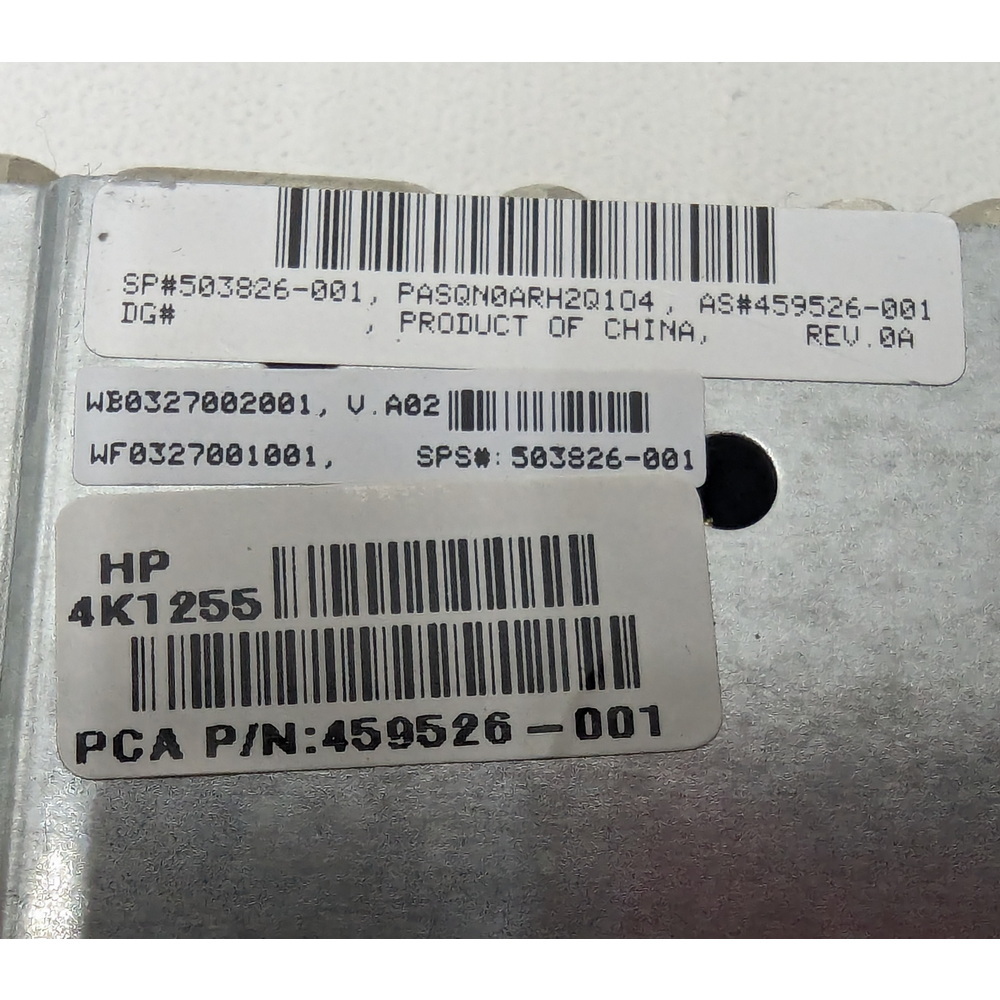 SP#503826-001, PASQN0ARH2Q1O4, AS#459526-001
DG# , PRODUCT OF CHINA, REV.0A
WB0327002001, V.A02
WF0327001001, SPS#:503826-001
HP
4K1255
PCA P/N:459526-001